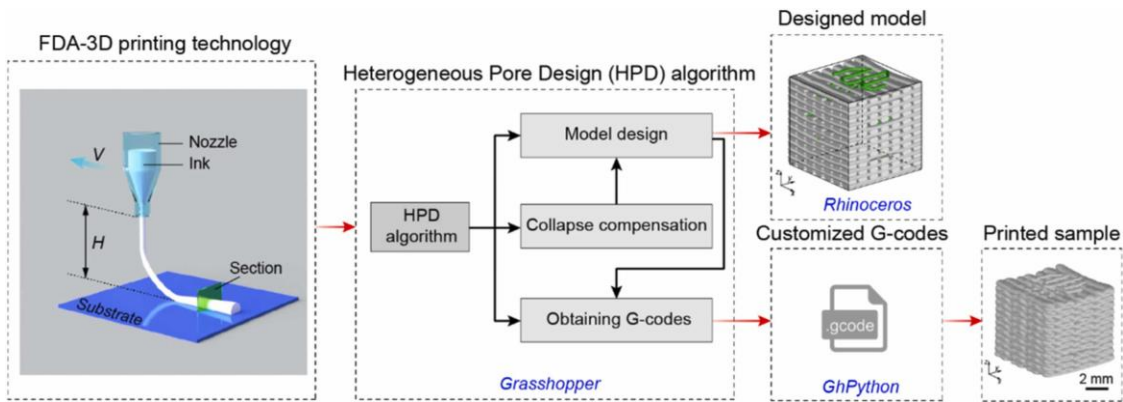 FDA-3D printing technology
V
Nozzle
Ink
H
Section
Substrate
Heterogeneous Pore Design (HPD) algorithm
HPD
algorithm
Model design
Collapse compensation
Obtaining G-codes
Grasshopper
Designed model
Rhinoceros
Customized G-codes
.gcode
GhPython
Printed sample
2 mm